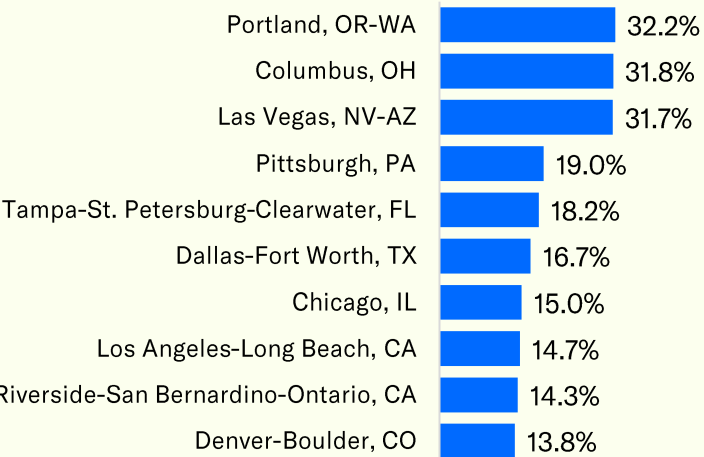 Portland, OR-WA 32.2%
Columbus, OH 31.8%
Las Vegas, NV-AZ 31.7%
Pittsburgh, PA 19.0%
Tampa-St. Petersburg-Clearwater, FL 18.2%
Dallas-Fort Worth, TX 16.7%
Chicago, IL 15.0%
Los Angeles-Long Beach, CA 14.7%
Riverside-San Bernardino-Ontario, CA 14.3%
Denver-Boulder, CO 13.8%